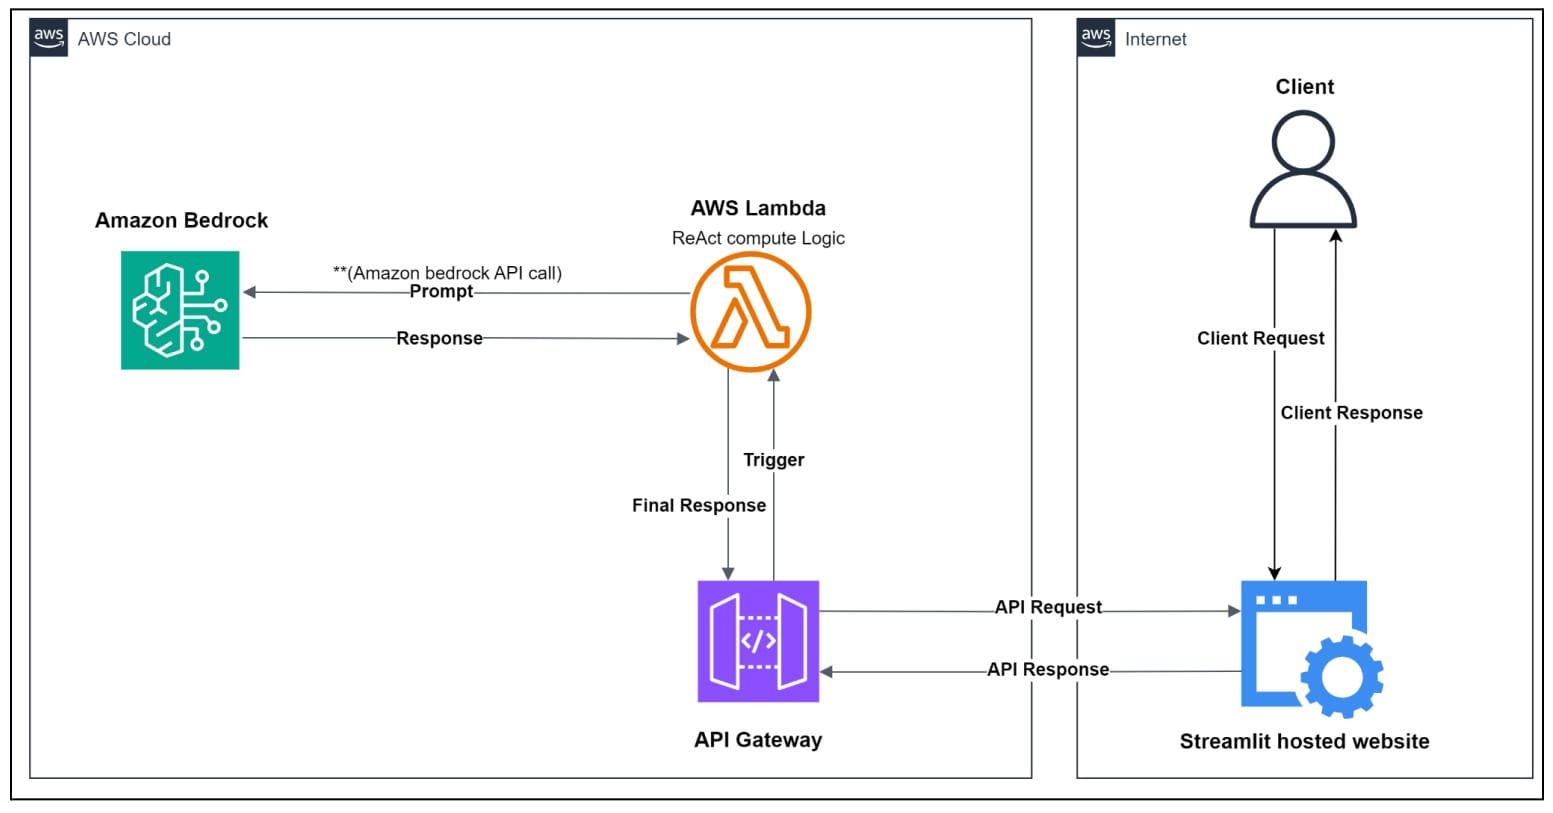 aws
AWS Cloud
aws
Internet
Client
Amazon Bedrock
AWS Lambda
ReAct compute Logic
**(Amazon bedrock API call)
Prompt
Response
Client Request
Client Response
Trigger
Final Response
</>
API Request
API Response
API Gateway
Streamlit hosted website